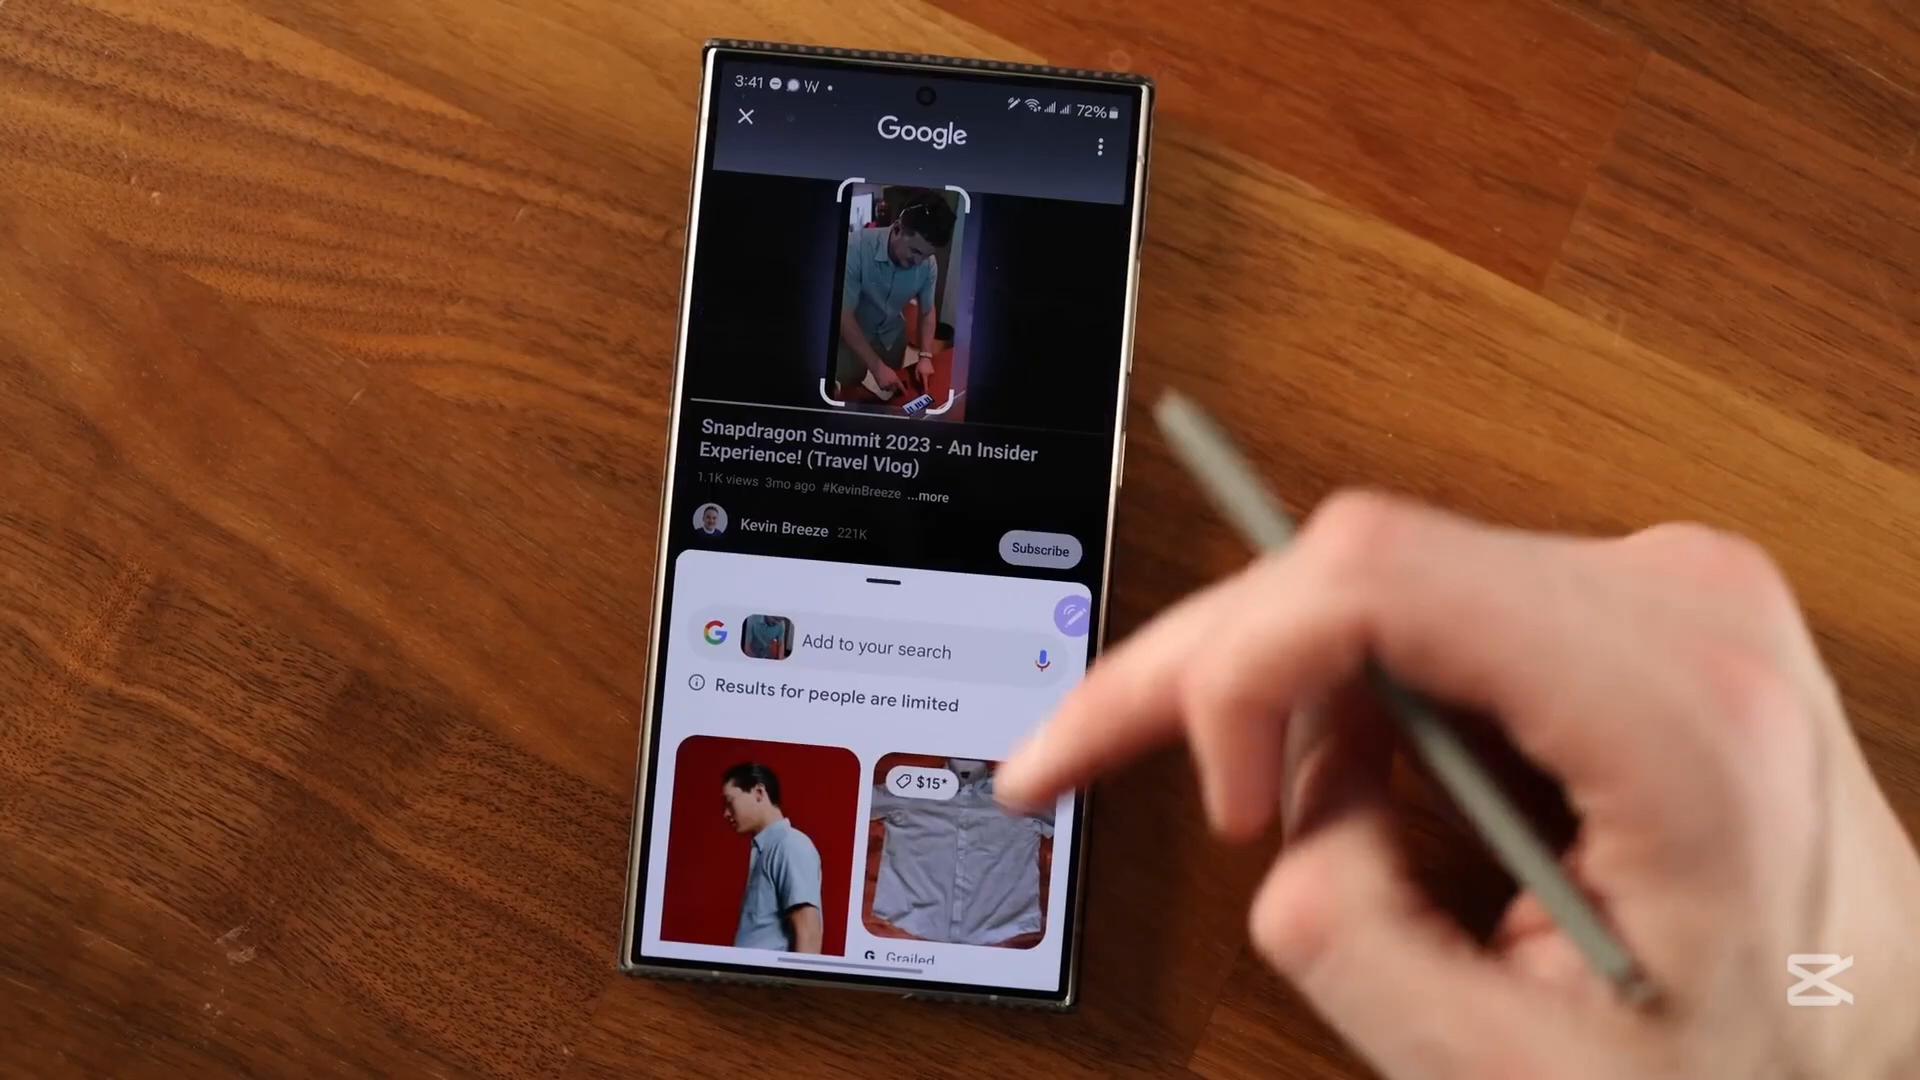 3:41
72%
Google
Snapdragon Summit 2023 - An Insider
Experience! (Travel Vlog)
1.1K views 3mo ago #KevinBreeze ...more
Kevin Breeze 221K
Subscribe
Add to your search
Results for people are limited
$15*
Grailed